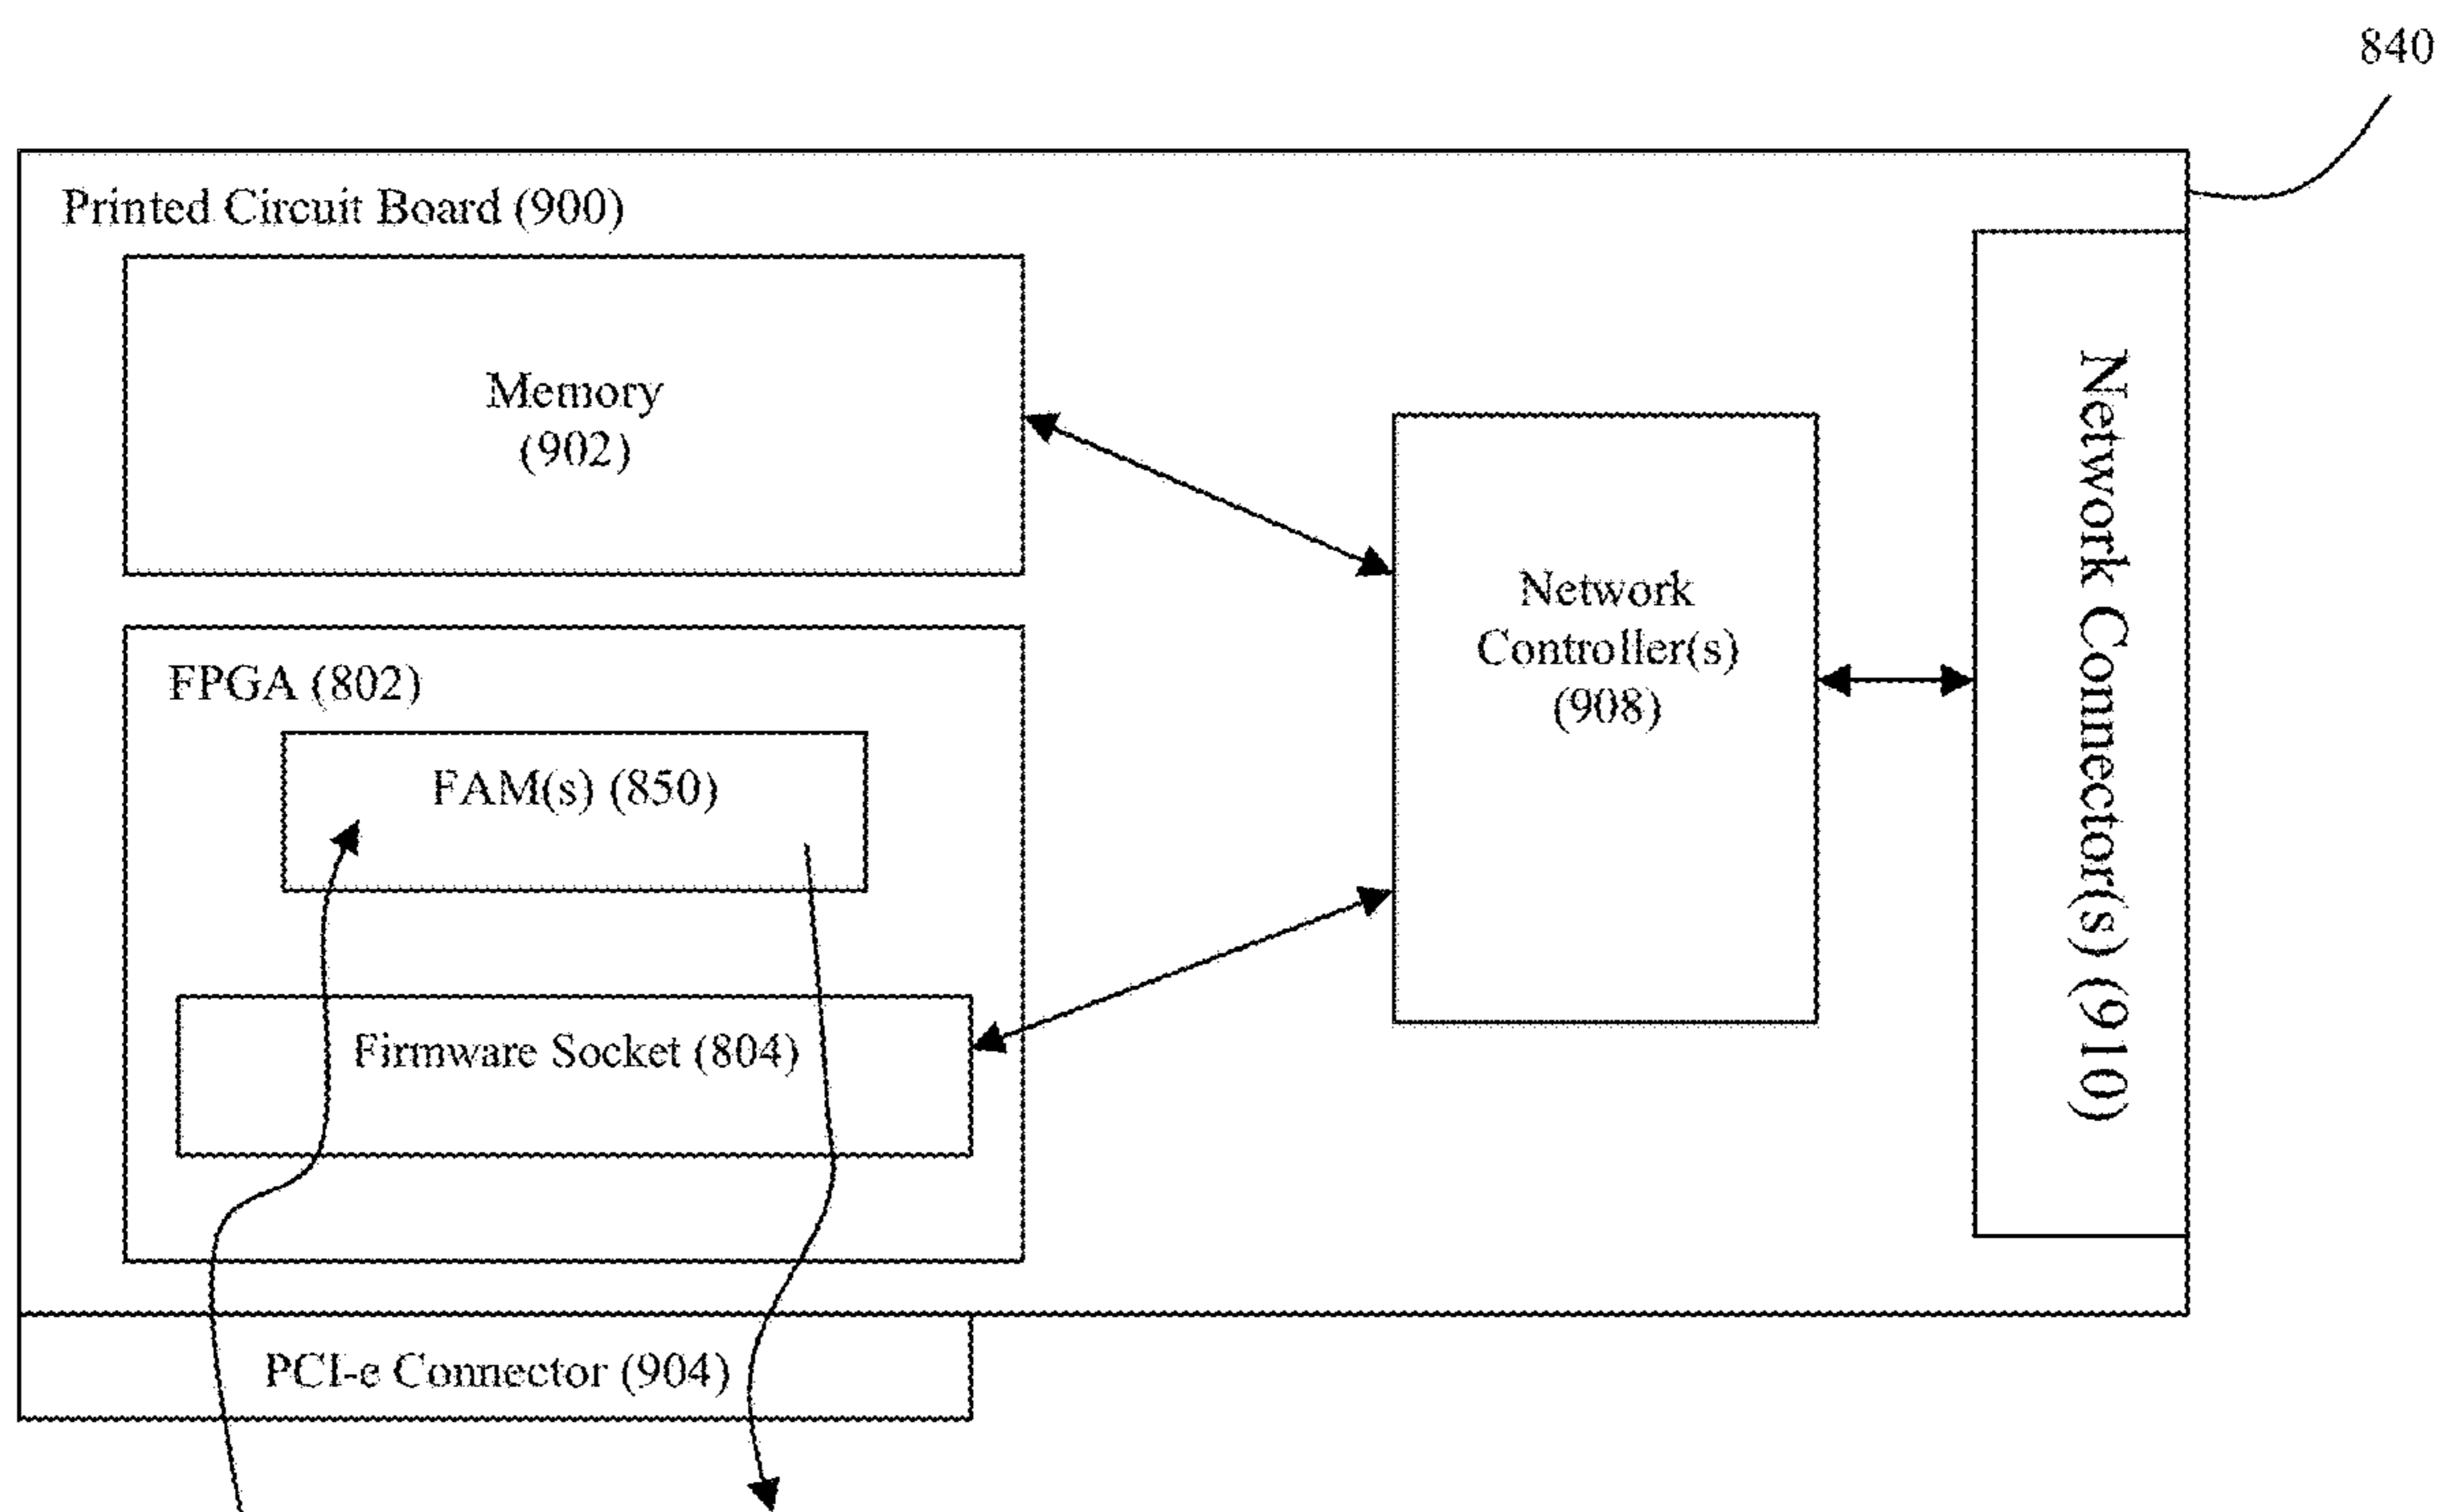 840
Printed Circuit Board (900)
Memory
(902)
Network
Controller(s)
(908)
Network Connector(s) (910)
FPGA (802)
FAM(s) (850)
Firmware Socket (804)
PCI-e Connector (904)